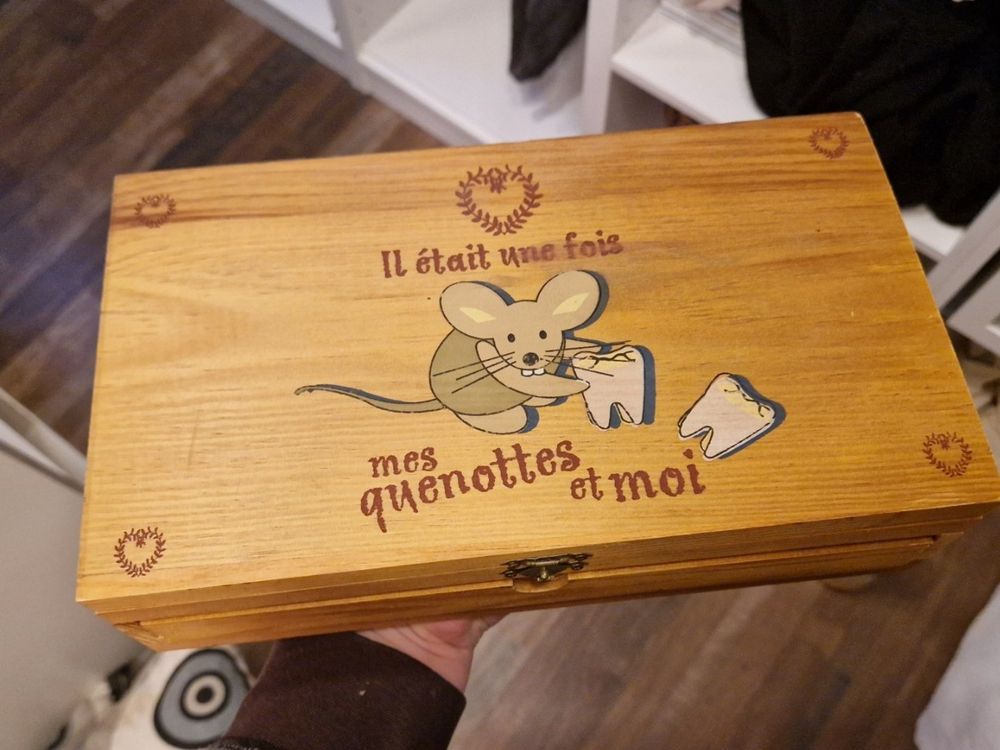 Il était une fois
mes
quenottes
et moi